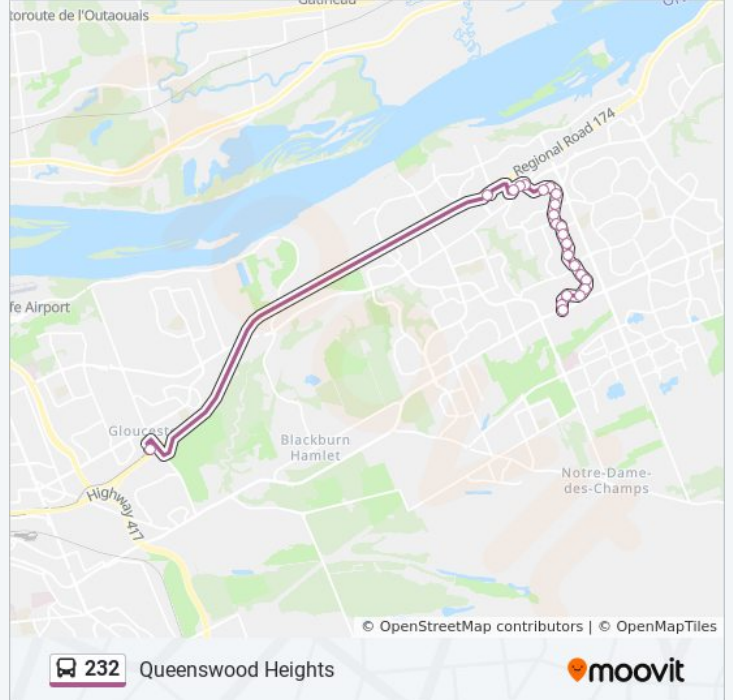 toroute de l'Outaouais
Gatineau
Regional Road 174
fe Airport
Gloucest
Blackburn
Hamlet
Notre-Dame-
des-Champs
Highway 417
© OpenStreetMap contributors | © OpenMapTiles
232 Queenswood Heights
moovit